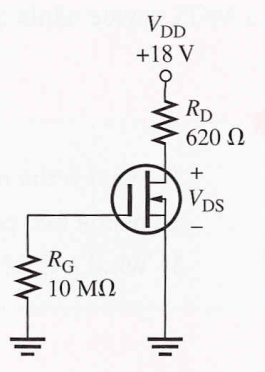 V_DD
+18 V
R_D
620 Ω
+
V_DS
−
R_G
10 MΩ